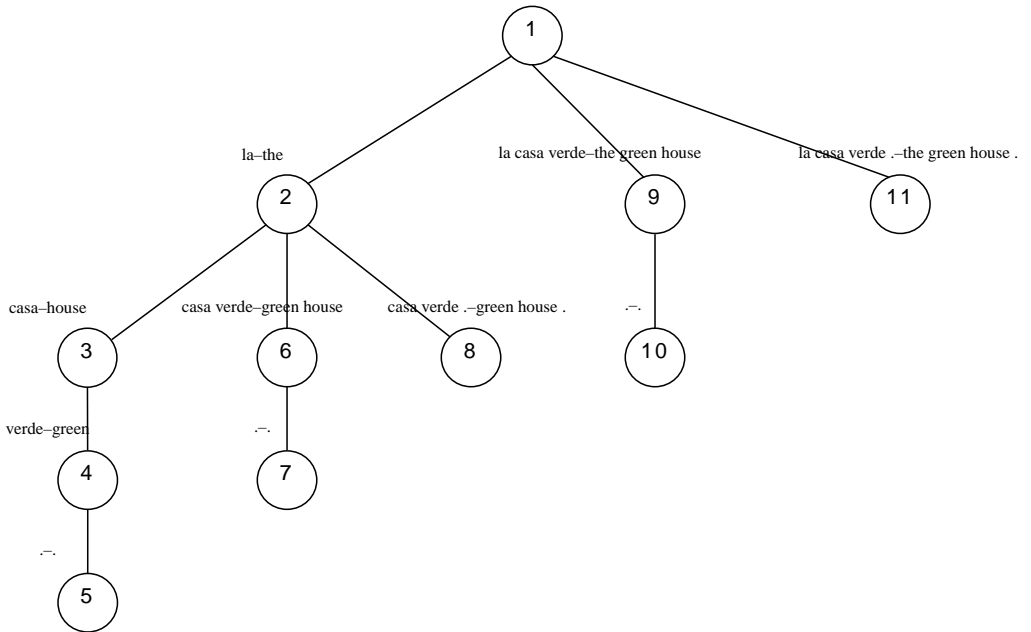 1
la–the
la casa verde–the green house
la casa verde .–the green house .
2
9
11
casa–house
casa verde–green house
casa verde .–green house .
.–.
3
6
8
10
verde–green
.–.
4
7
.–.
5